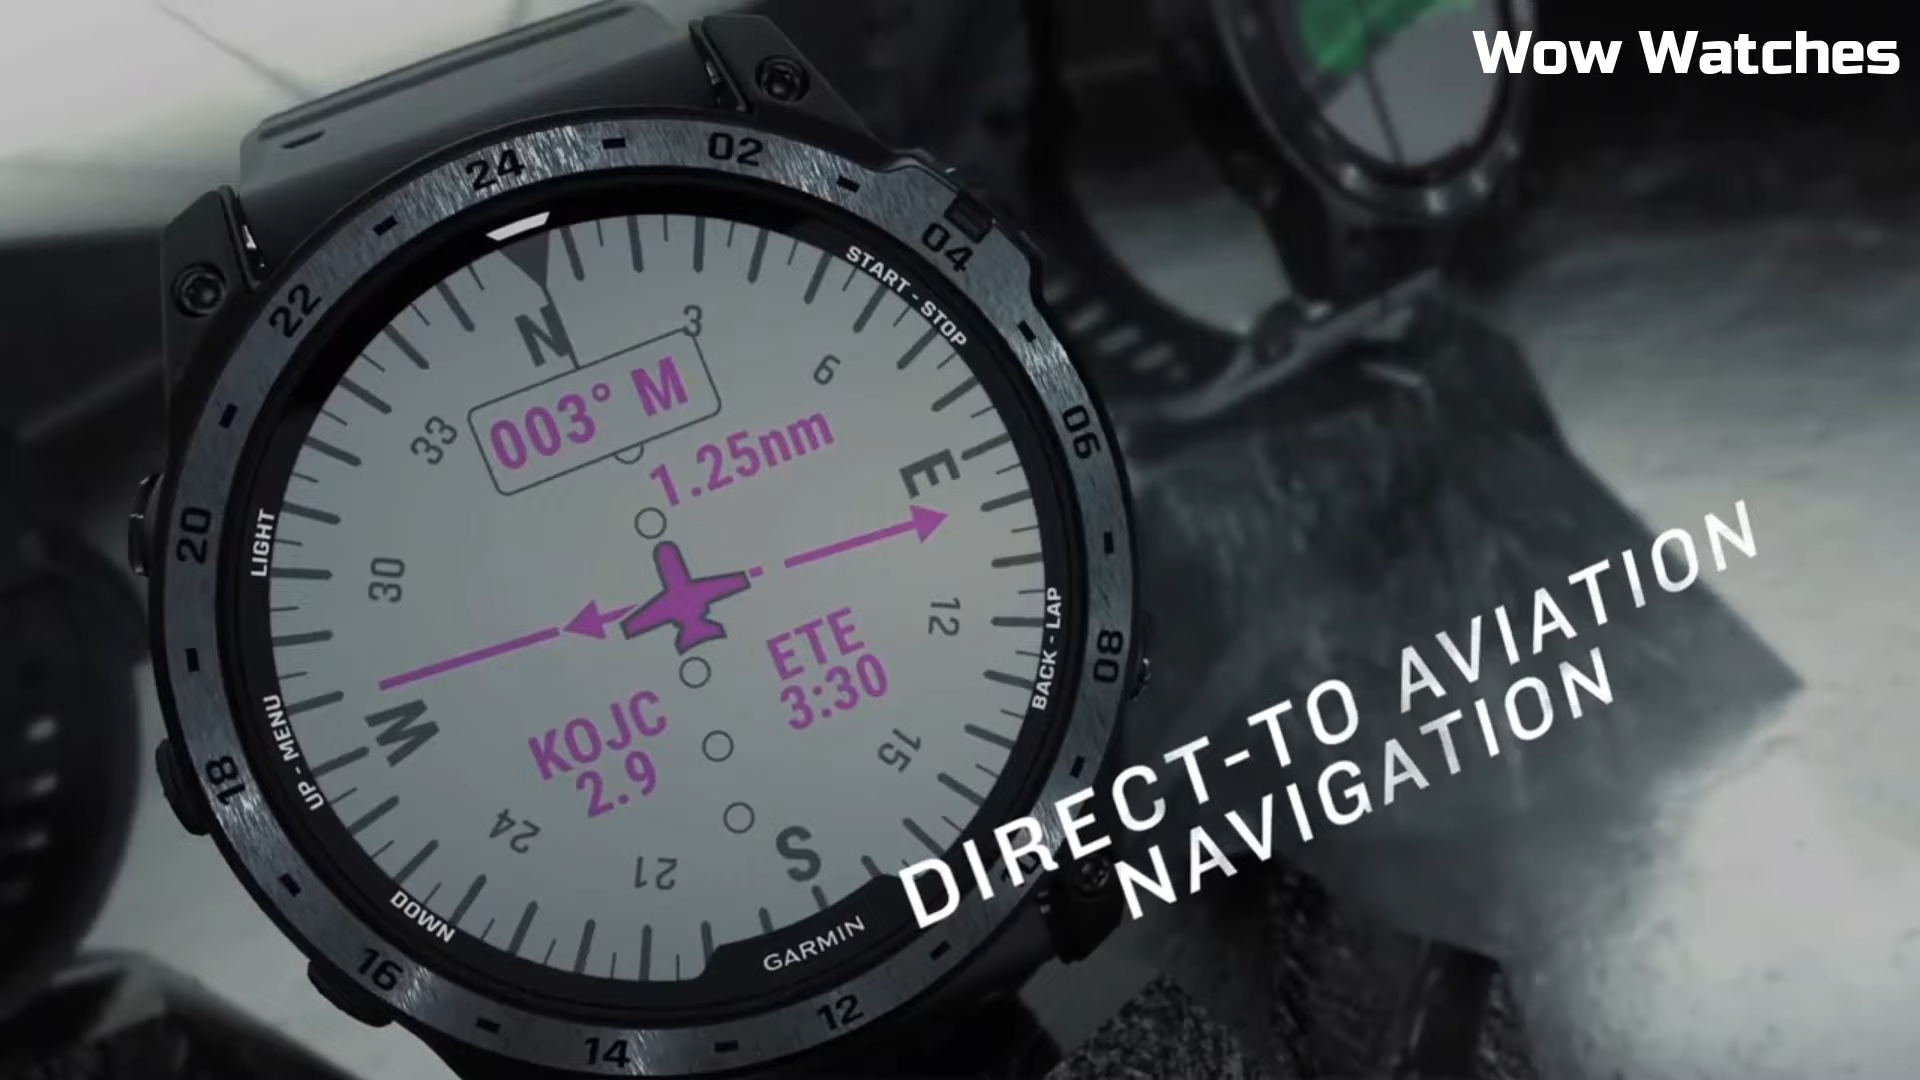 Wow Watches
24
02
04
06
08
12
14
16
18
20
22
START - STOP
LIGHT
UP - MENU
DOWN
BACK - LAP
GARMIN
N
3
6
E
12
15
S
21
24
W
30
33
003° M
1.25nm
ETE
3:30
KOJC
2.9
DIRECT-TO AVIATION
NAVIGATION